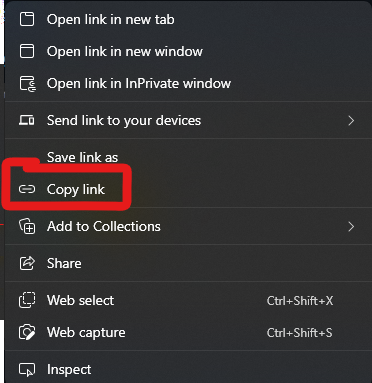 Open link in new tab
Open link in new window
Open link in InPrivate window
Send link to your devices
Save link as
Copy link
Add to Collections
Share
Web select Ctrl+Shift+X
Web capture Ctrl+Shift+S
Inspect